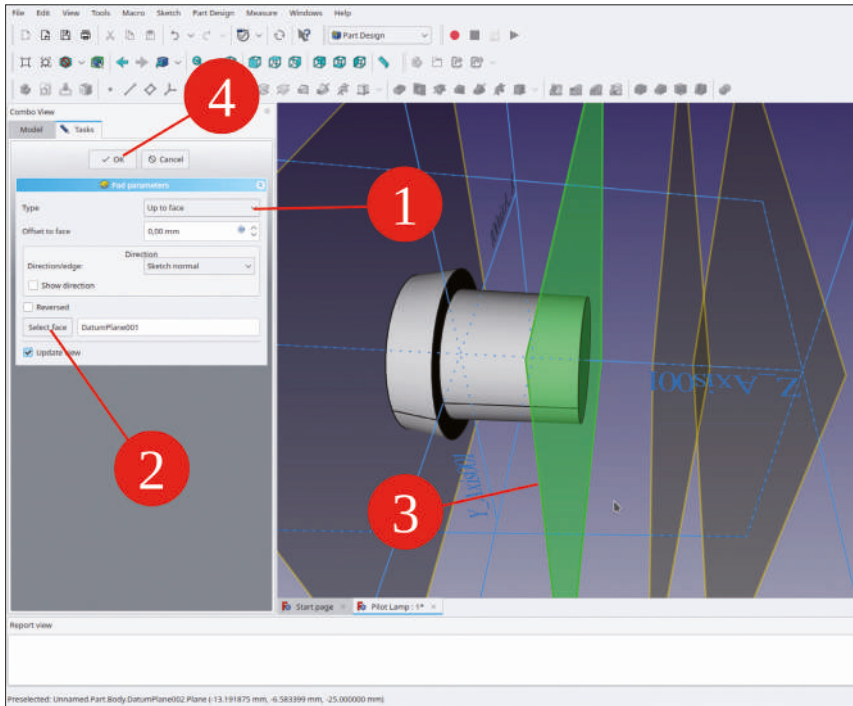 File Edit View Tools Macro Sketch Part Design Measure Windows Help
Part Design
4
Combo View
Model Tasks
OK Cancel
Pad parameters
1
Type Up to face
Offset to face 0,00 mm
Direction
Direction/edge: Sketch normal
Show direction
Reversed
Select face DatumPlane001
Update view
Z_Axis001
2
3
Start page Pilot Lamp : 1*
Report view
Preselected: Unnamed.Part.Body.DatumPlane002.Plane (-13.191875 mm, -6.583399 mm, -25.000000 mm)